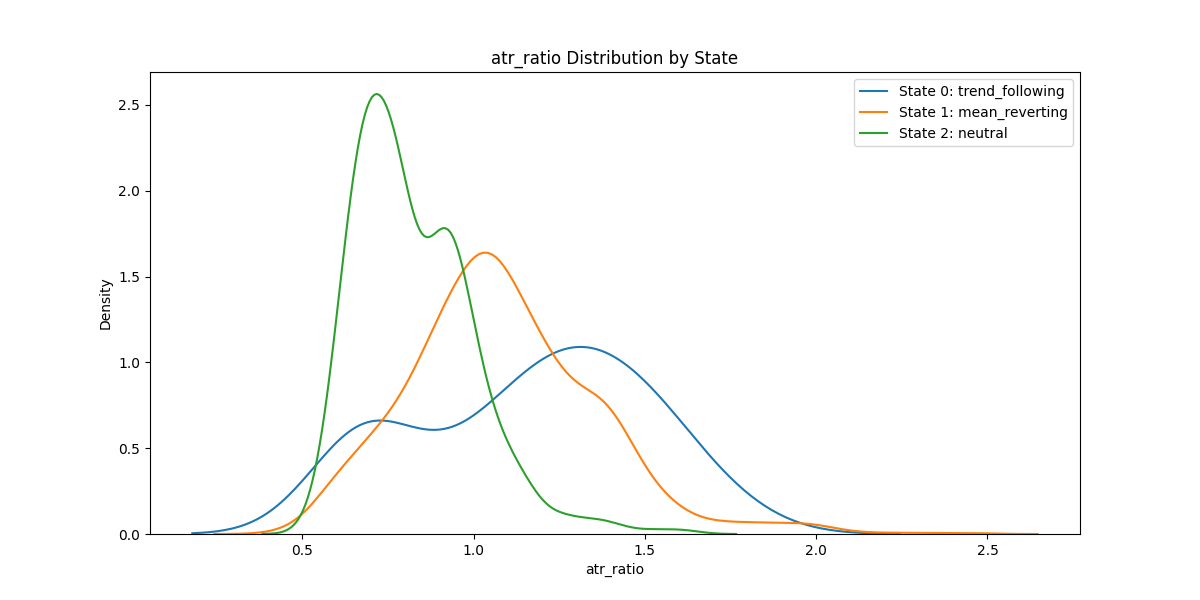 atr_ratio Distribution by State
State 0: trend_following
State 1: mean_reverting
State 2: neutral
Density
2.5
2.0
1.5
1.0
0.5
0.0
0.5 1.0 1.5 2.0 2.5
atr_ratio